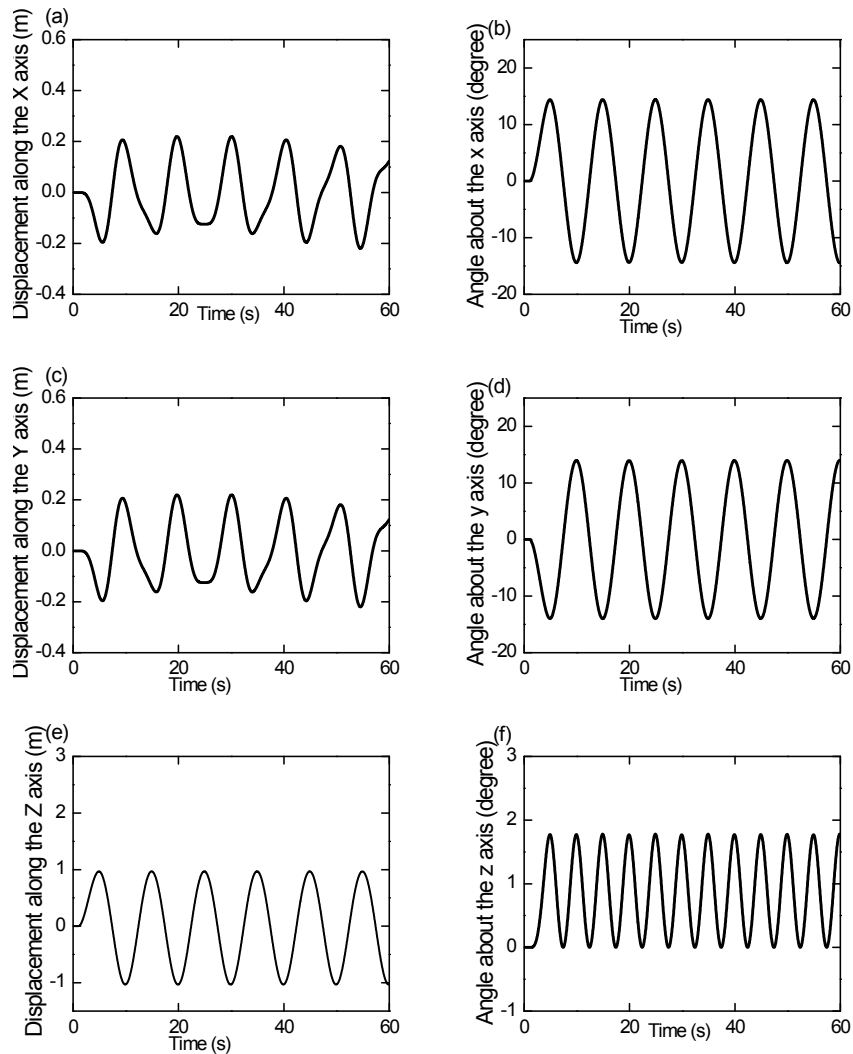 (a)
Displacement along the X axis (m)
0.6
0.4
0.2
0.0
-0.2
-0.4
0 20 40 60
Time (s)
(b)
Angle about the x axis (degree)
20
10
0
-10
-20
0 20 40 60
Time (s)
(c)
Displacement along the Y axis (m)
0.6
0.4
0.2
0.0
-0.2
-0.4
0 20 40 60
Time (s)
(d)
Angle about the y axis (degree)
20
10
0
-10
-20
0 20 40 60
Time (s)
(e)
Displacement along the Z axis (m)
3
2
1
0
-1
0 20 40 60
Time (s)
(f)
Angle about the z axis (degree)
3
2
1
0
-1
0 20 40 60
Time (s)